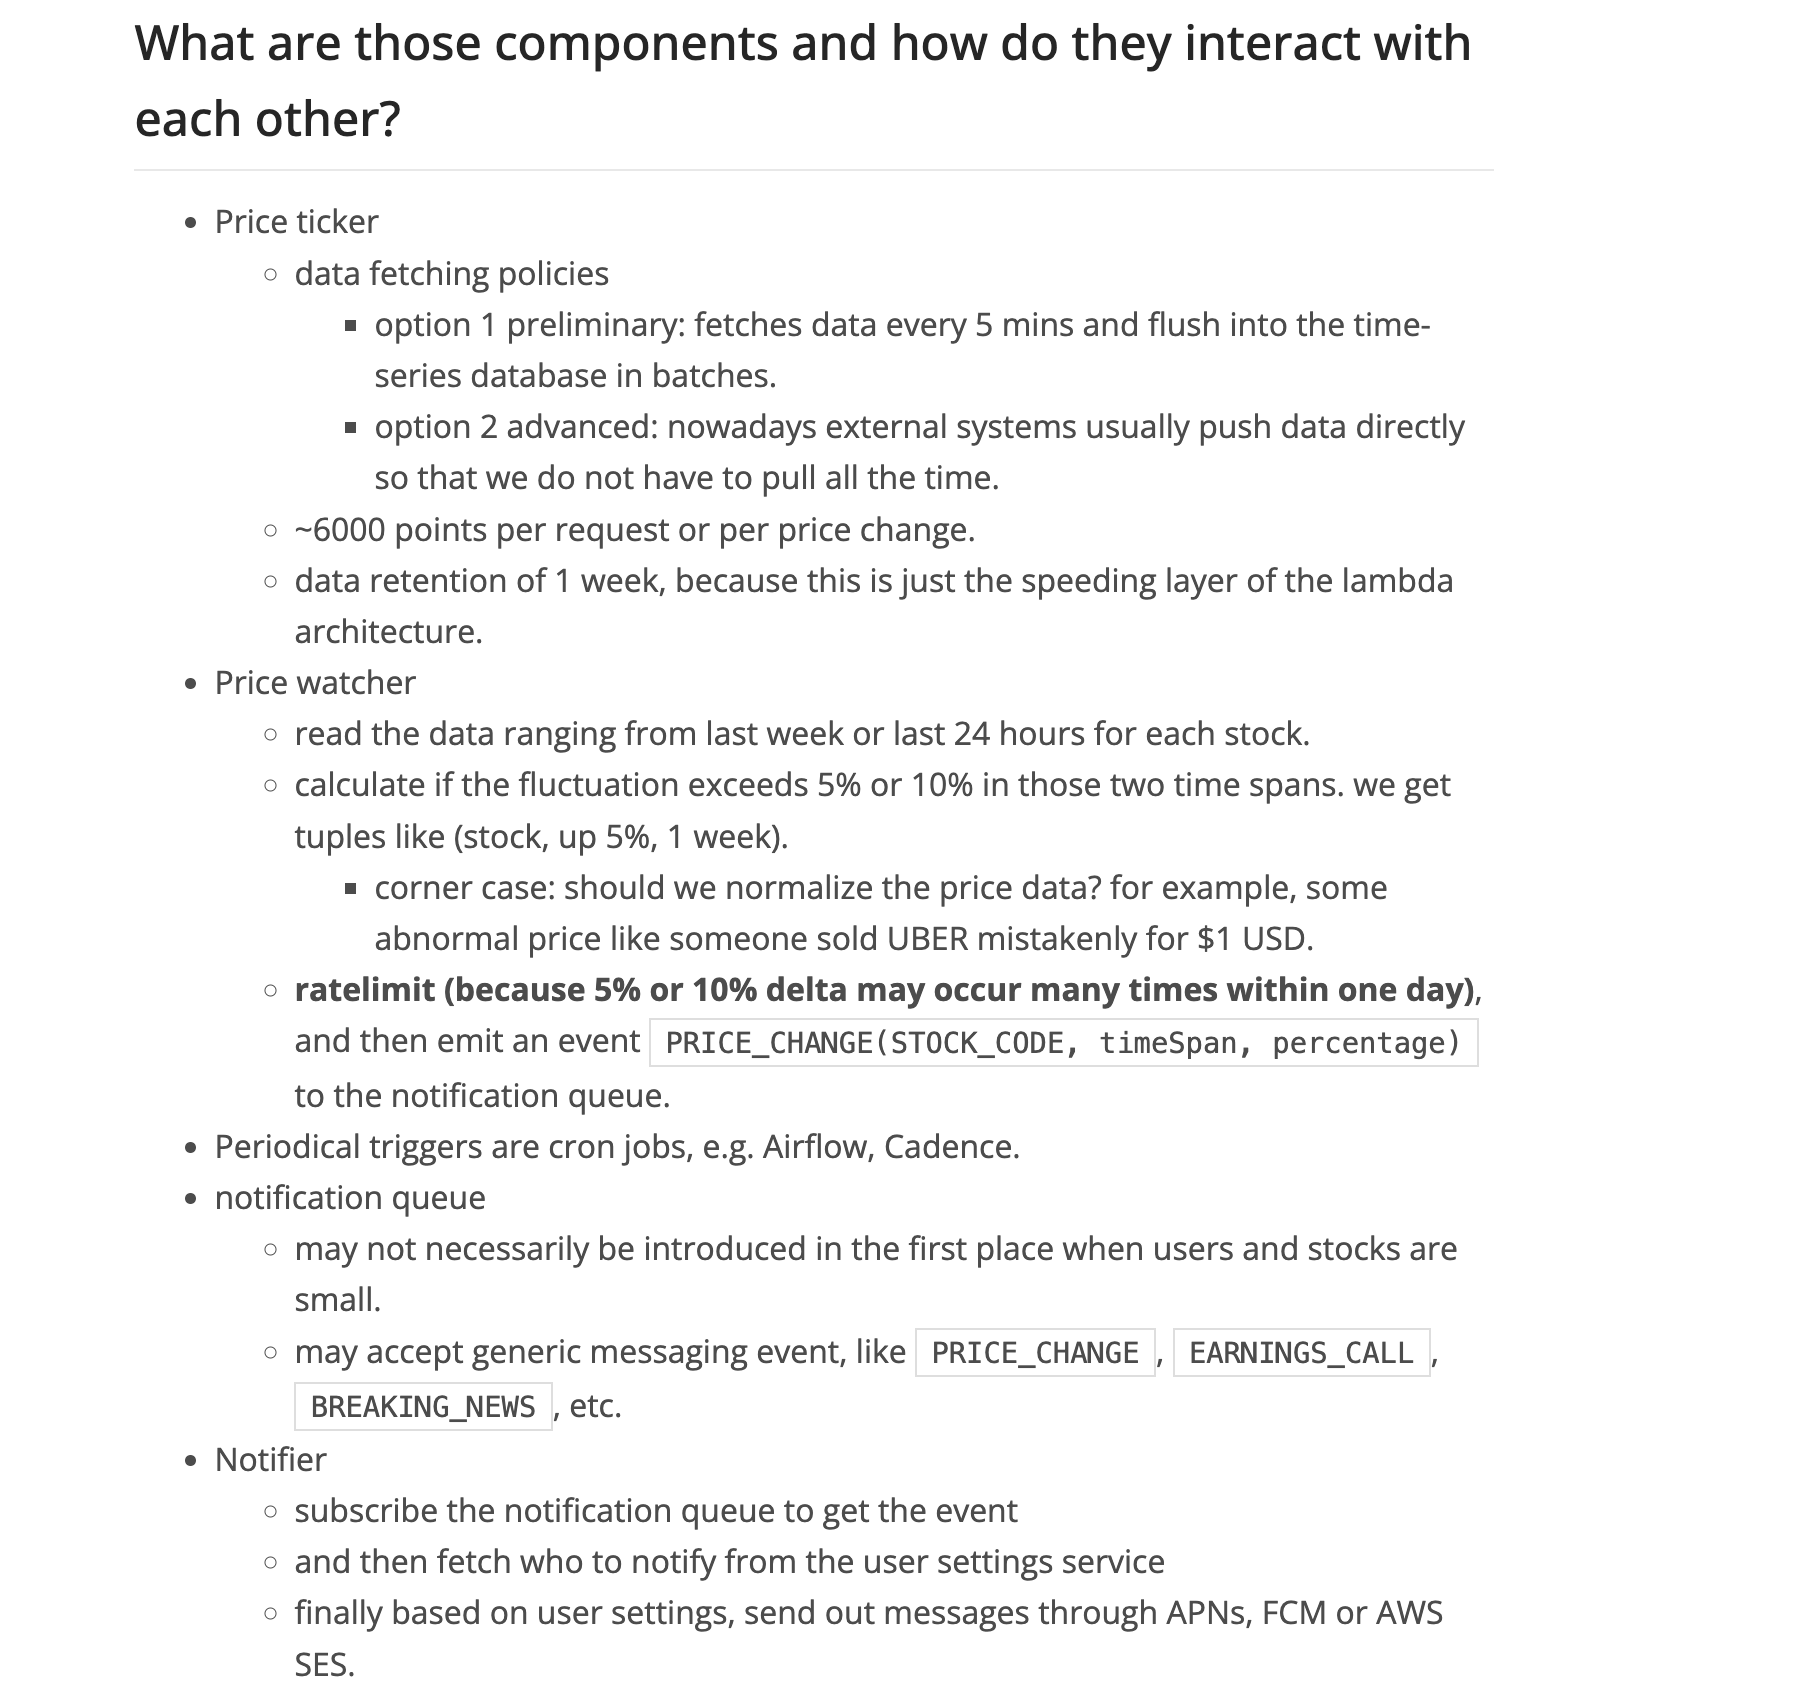 What are those components and how do they interact with
each other?
Price ticker
data fetching policies
option 1 preliminary: fetches data every 5 mins and flush into the time-
series database in batches.
option 2 advanced: nowadays external systems usually push data directly
so that we do not have to pull all the time.
~6000 points per request or per price change.
data retention of 1 week, because this is just the speeding layer of the lambda
architecture.
Price watcher
read the data ranging from last week or last 24 hours for each stock.
calculate if the fluctuation exceeds 5% or 10% in those two time spans. we get
tuples like (stock, up 5%, 1 week).
corner case: should we normalize the price data? for example, some
abnormal price like someone sold UBER mistakenly for $1 USD.
ratelimit (because 5% or 10% delta may occur many times within one day),
and then emit an event PRICE_CHANGE(STOCK_CODE, timeSpan, percentage)
to the notification queue.
Periodical triggers are cron jobs, e.g. Airflow, Cadence.
notification queue
may not necessarily be introduced in the first place when users and stocks are
small.
may accept generic messaging event, like PRICE_CHANGE, EARNINGS_CALL,
BREAKING_NEWS, etc.
Notifier
subscribe the notification queue to get the event
and then fetch who to notify from the user settings service
finally based on user settings, send out messages through APNs, FCM or AWS
SES.